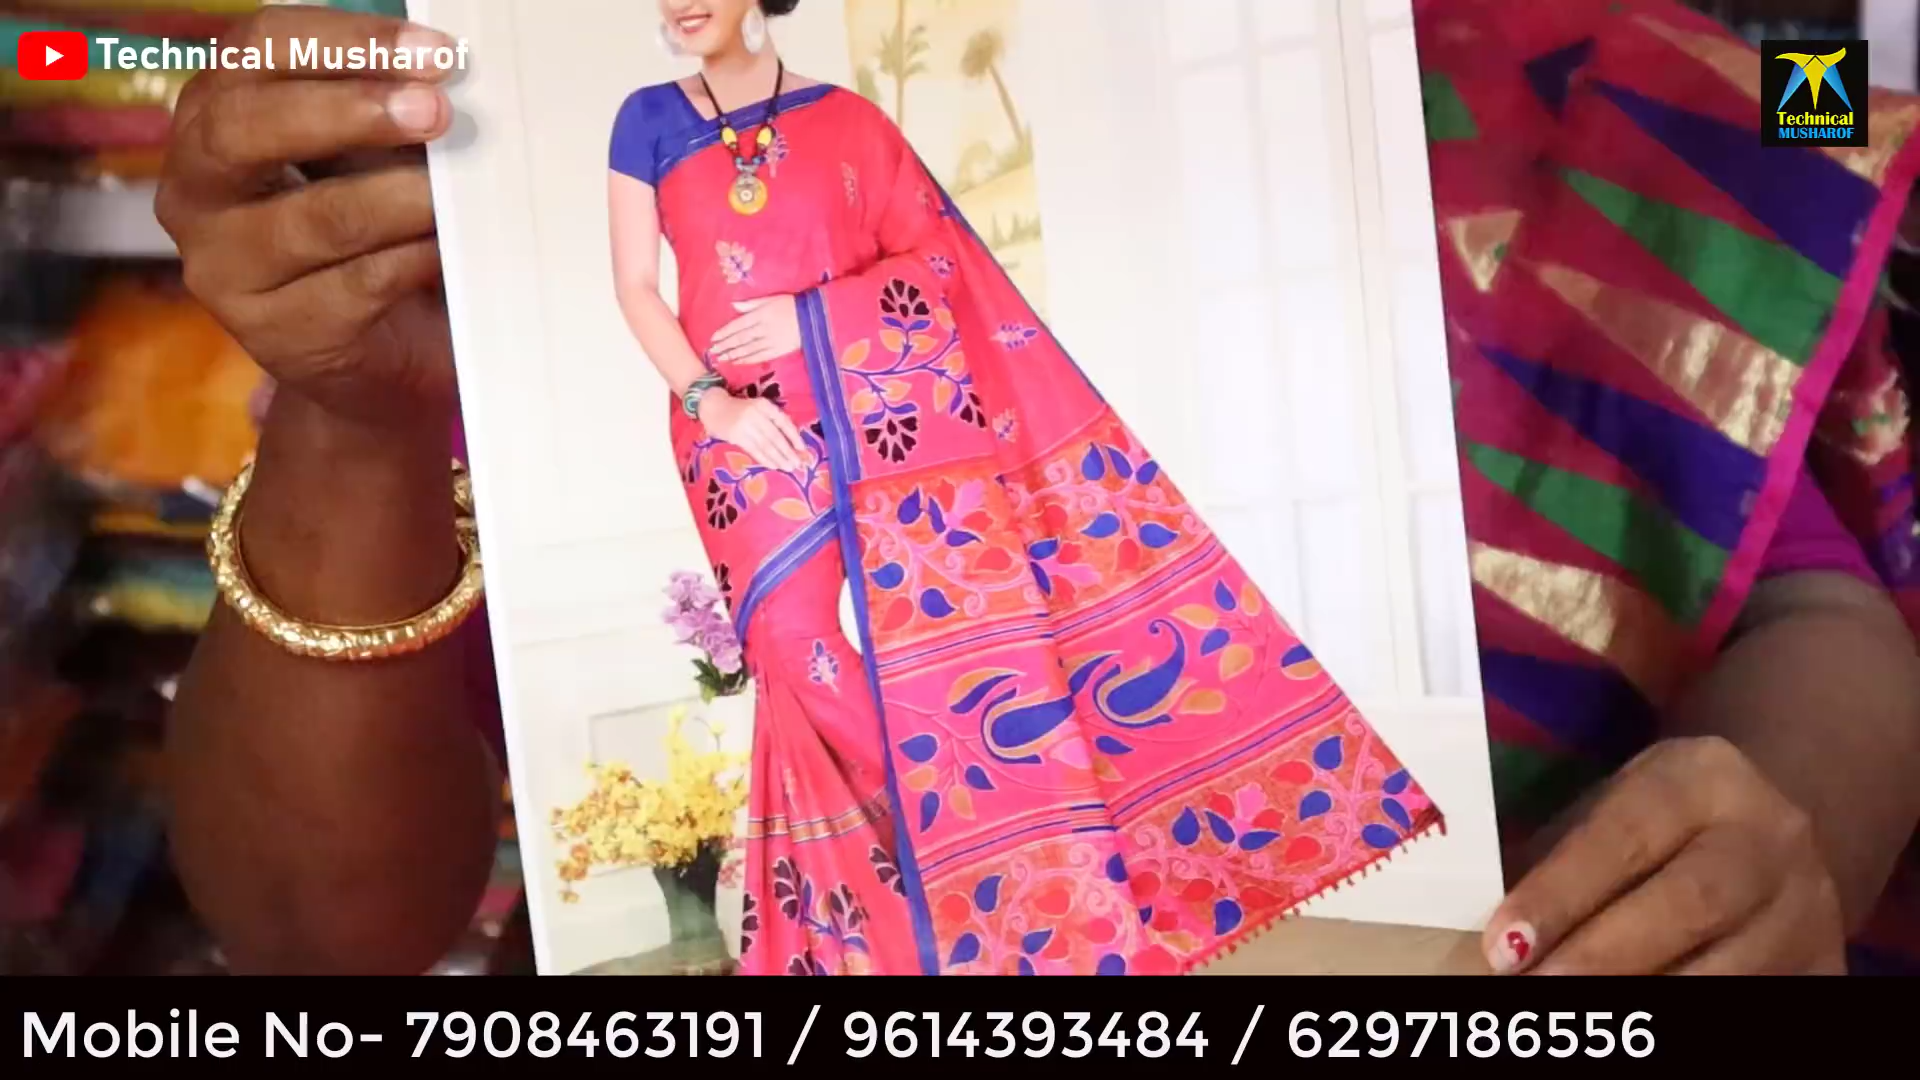 Technical Musharof
Technical
MUSHAROF
Mobile No- 7908463191 / 9614393484 / 6297186556